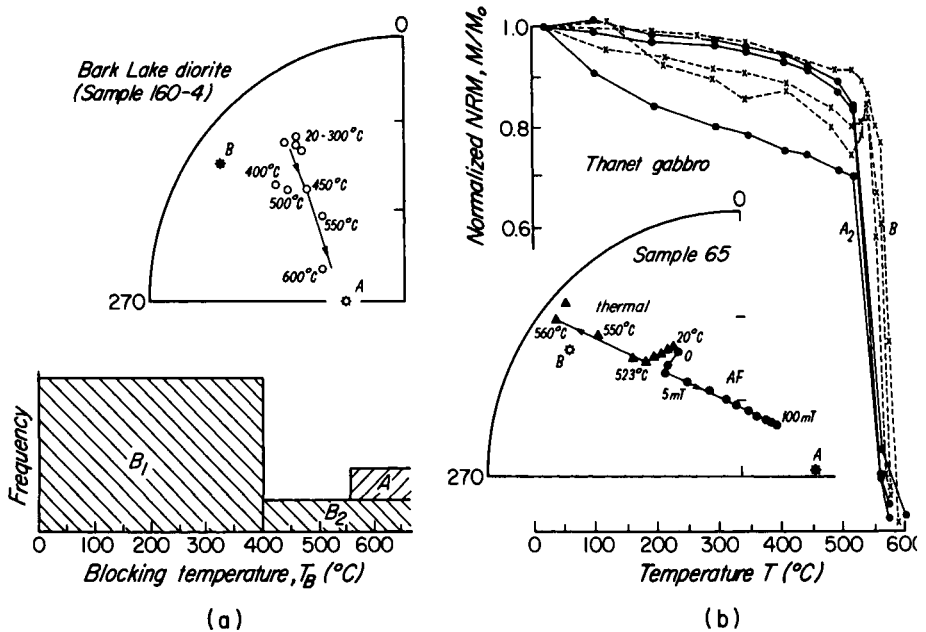 0
Bark Lake diorite
(Sample 160-4)
B
20-300°C
400°C
450°C
500°C
550°C
600°C
A
270
Frequency
B1
A
B2
0 100 200 300 400 500 600
Blocking temperature, TB (°C)
(a)
Normalized NRM, M/Mo
1.0
0.8
0.6
Thanet gabbro
A2
B
0
Sample 65
thermal
560°C
550°C
20°C
B
0
523°C
AF
5mT
100mT
A
270
0 100 200 300 400 500 600
Temperature T (°C)
(b)